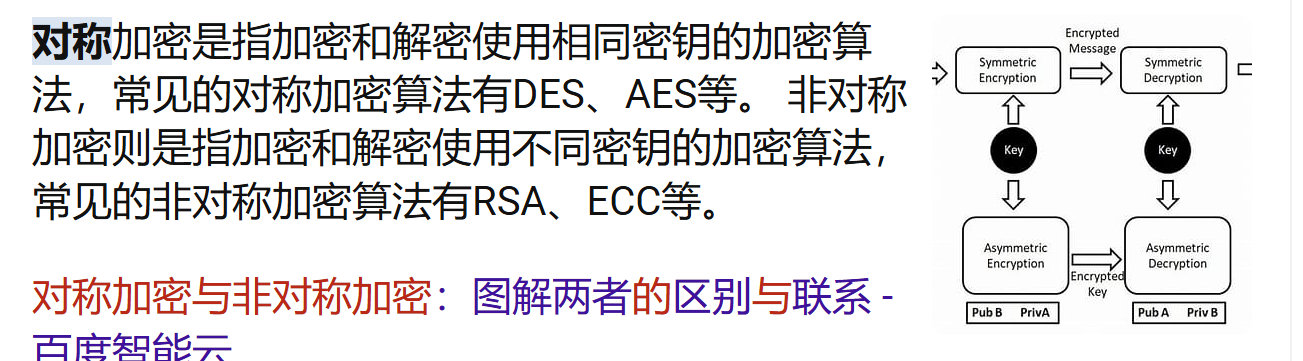 对称加密是指加密和解密使用相同密钥的加密算
法，常见的对称加密算法有DES、AES等。 非对称
加密则是指加密和解密使用不同密钥的加密算法，
常见的非对称加密算法有RSA、ECC等。
对称加密与非对称加密：图解两者的区别与联系 -
百度智能云
Encrypted
Message
Symmetric
Encryption
Symmetric
Decryption
Key
Key
Asymmetric
Encryption
Asymmetric
Decryption
Encrypted
Key
Pub B PrivA
Pub A Priv B